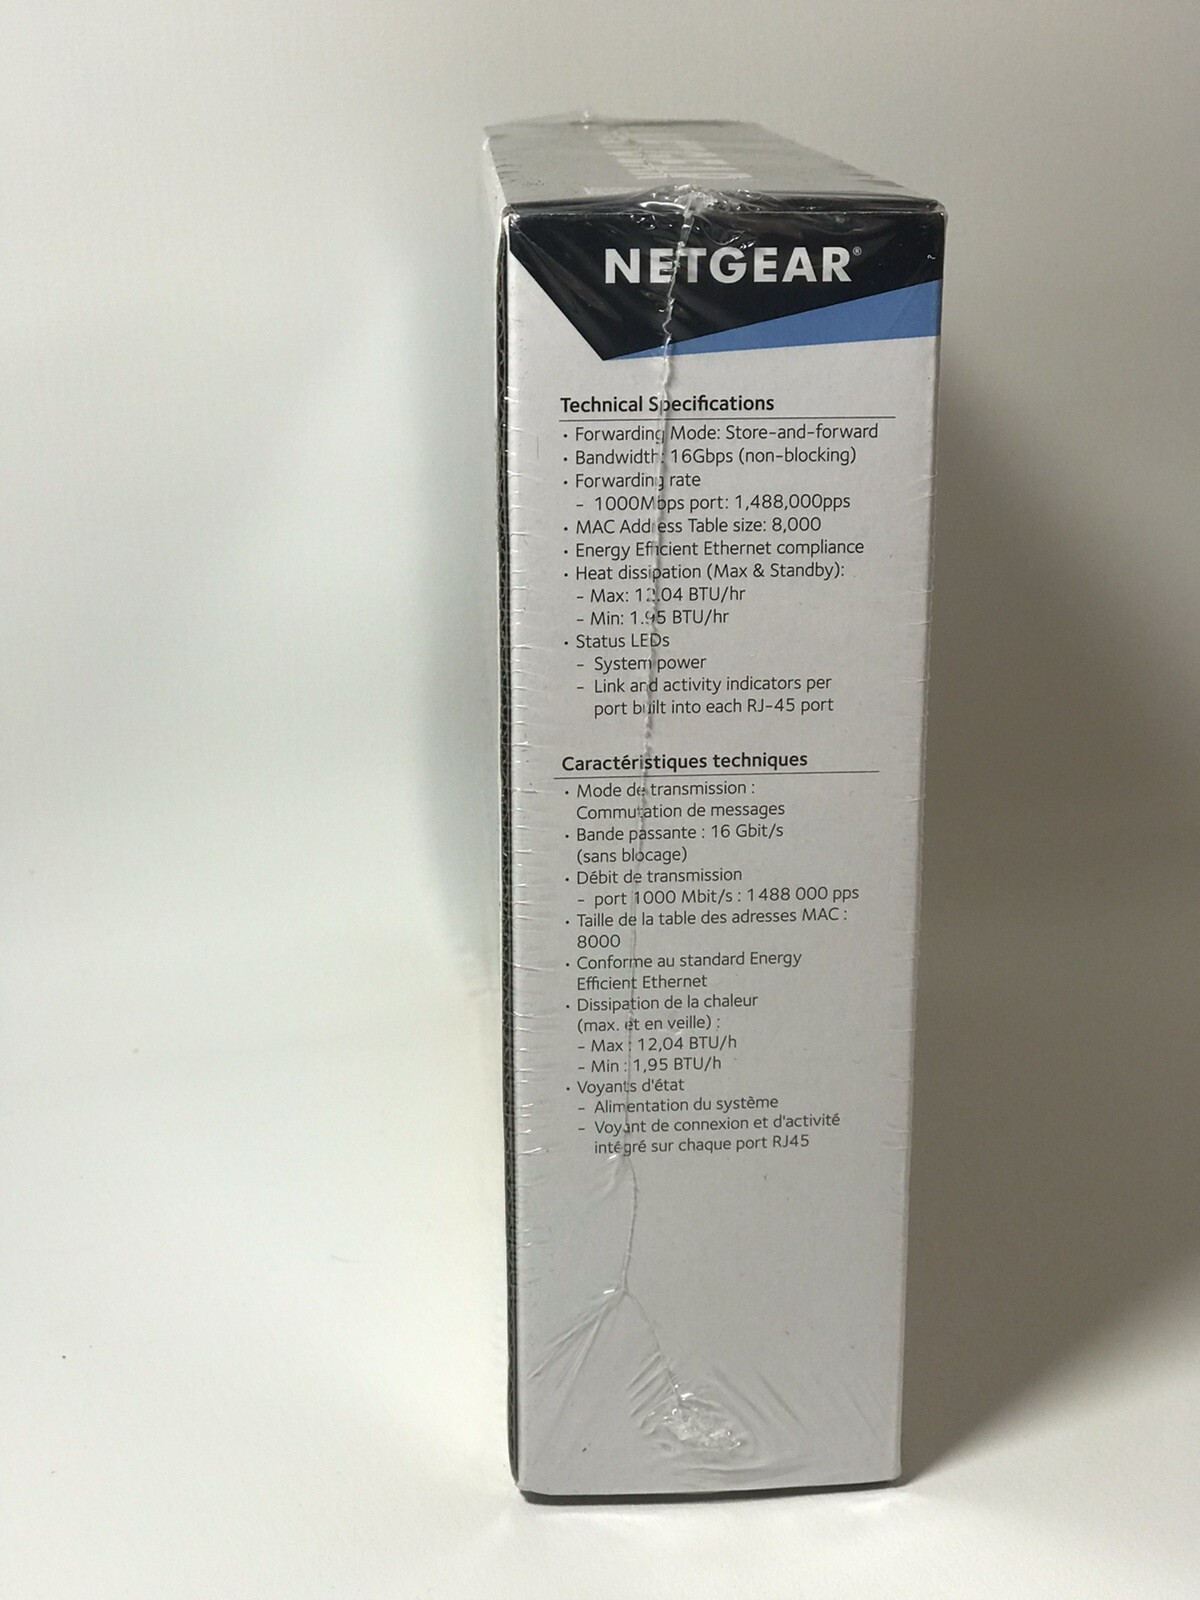 NETGEAR®
Technical Specifications
• Forwarding Mode: Store-and-forward
• Bandwidth: 16Gbps (non-blocking)
• Forwarding rate
– 1000Mbps port: 1,488,000pps
• MAC Address Table size: 8,000
• Energy Efficient Ethernet compliance
• Heat dissipation (Max & Standby):
– Max: 12.04 BTU/hr
– Min: 1.95 BTU/hr
• Status LEDs
– System power
– Link and activity indicators per
port built into each RJ-45 port
Caractéristiques techniques
• Mode de transmission :
Commutation de messages
• Bande passante : 16 Gbit/s
(sans blocage)
• Débit de transmission
– port 1000 Mbit/s : 1 488 000 pps
• Taille de la table des adresses MAC :
8000
• Conforme au standard Energy
Efficient Ethernet
• Dissipation de la chaleur
(max. et en veille) :
– Max : 12,04 BTU/h
– Min : 1,95 BTU/h
• Voyants d'état
– Alimentation du système
– Voyant de connexion et d'activité
intégré sur chaque port RJ45